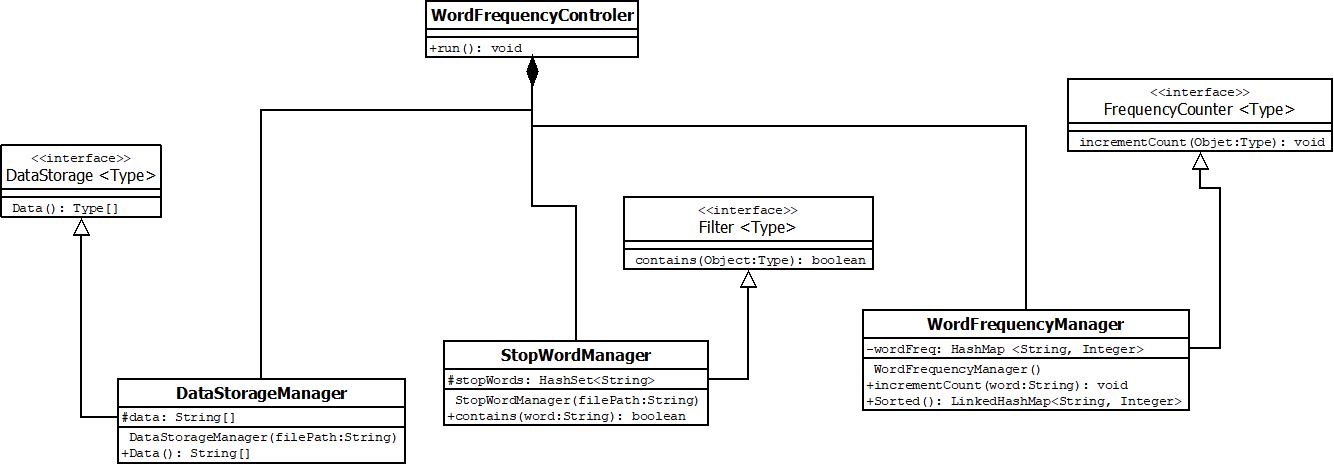 WordFrequencyControler
+run(): void
<<interface>>
DataStorage <Type>
Data(): Type[]
<<interface>>
Filter <Type>
contains(Object:Type): boolean
<<interface>>
FrequencyCounter <Type>
incrementCount(Objet:Type): void
DataStorageManager
#data: String[]
DataStorageManager(filePath:String)
+Data(): String[]
StopWordManager
#stopWords: HashSet<String>
StopWordManager(filePath:String)
+contains(word:String): boolean
WordFrequencyManager
-wordFreq: HashMap <String, Integer>
WordFrequencyManager()
+incrementCount(word:String): void
+Sorted(): LinkedHashMap<String, Integer>